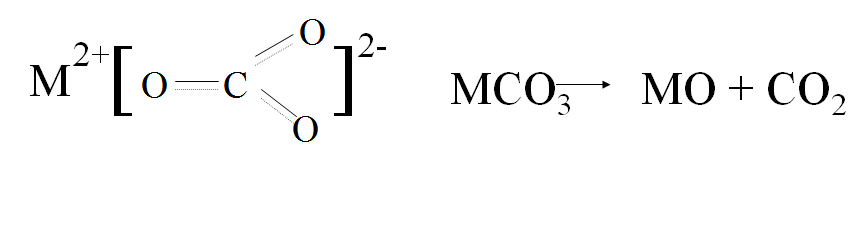 M²⁺[O C O O]²⁻
MCO₃→ MO + CO₂